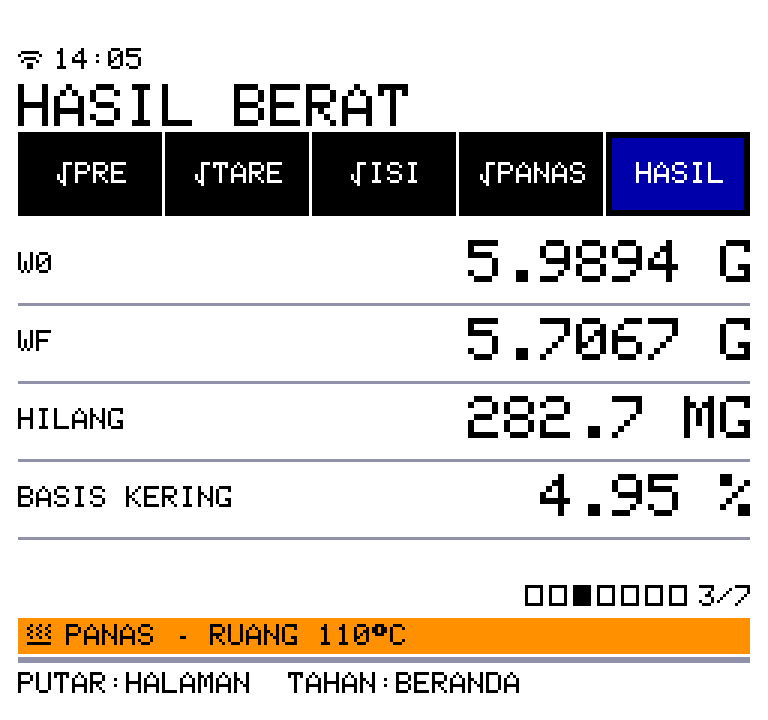 14:05
HASIL BERAT
√PRE √TARE √ISI √PANAS HASIL
W0 5.9894 G
WF 5.7067 G
HILANG 282.7 MG
BASIS KERING 4.95 %
3/7
PANAS - RUANG 110°C
PUTAR:HALAMAN TAHAN:BERANDA